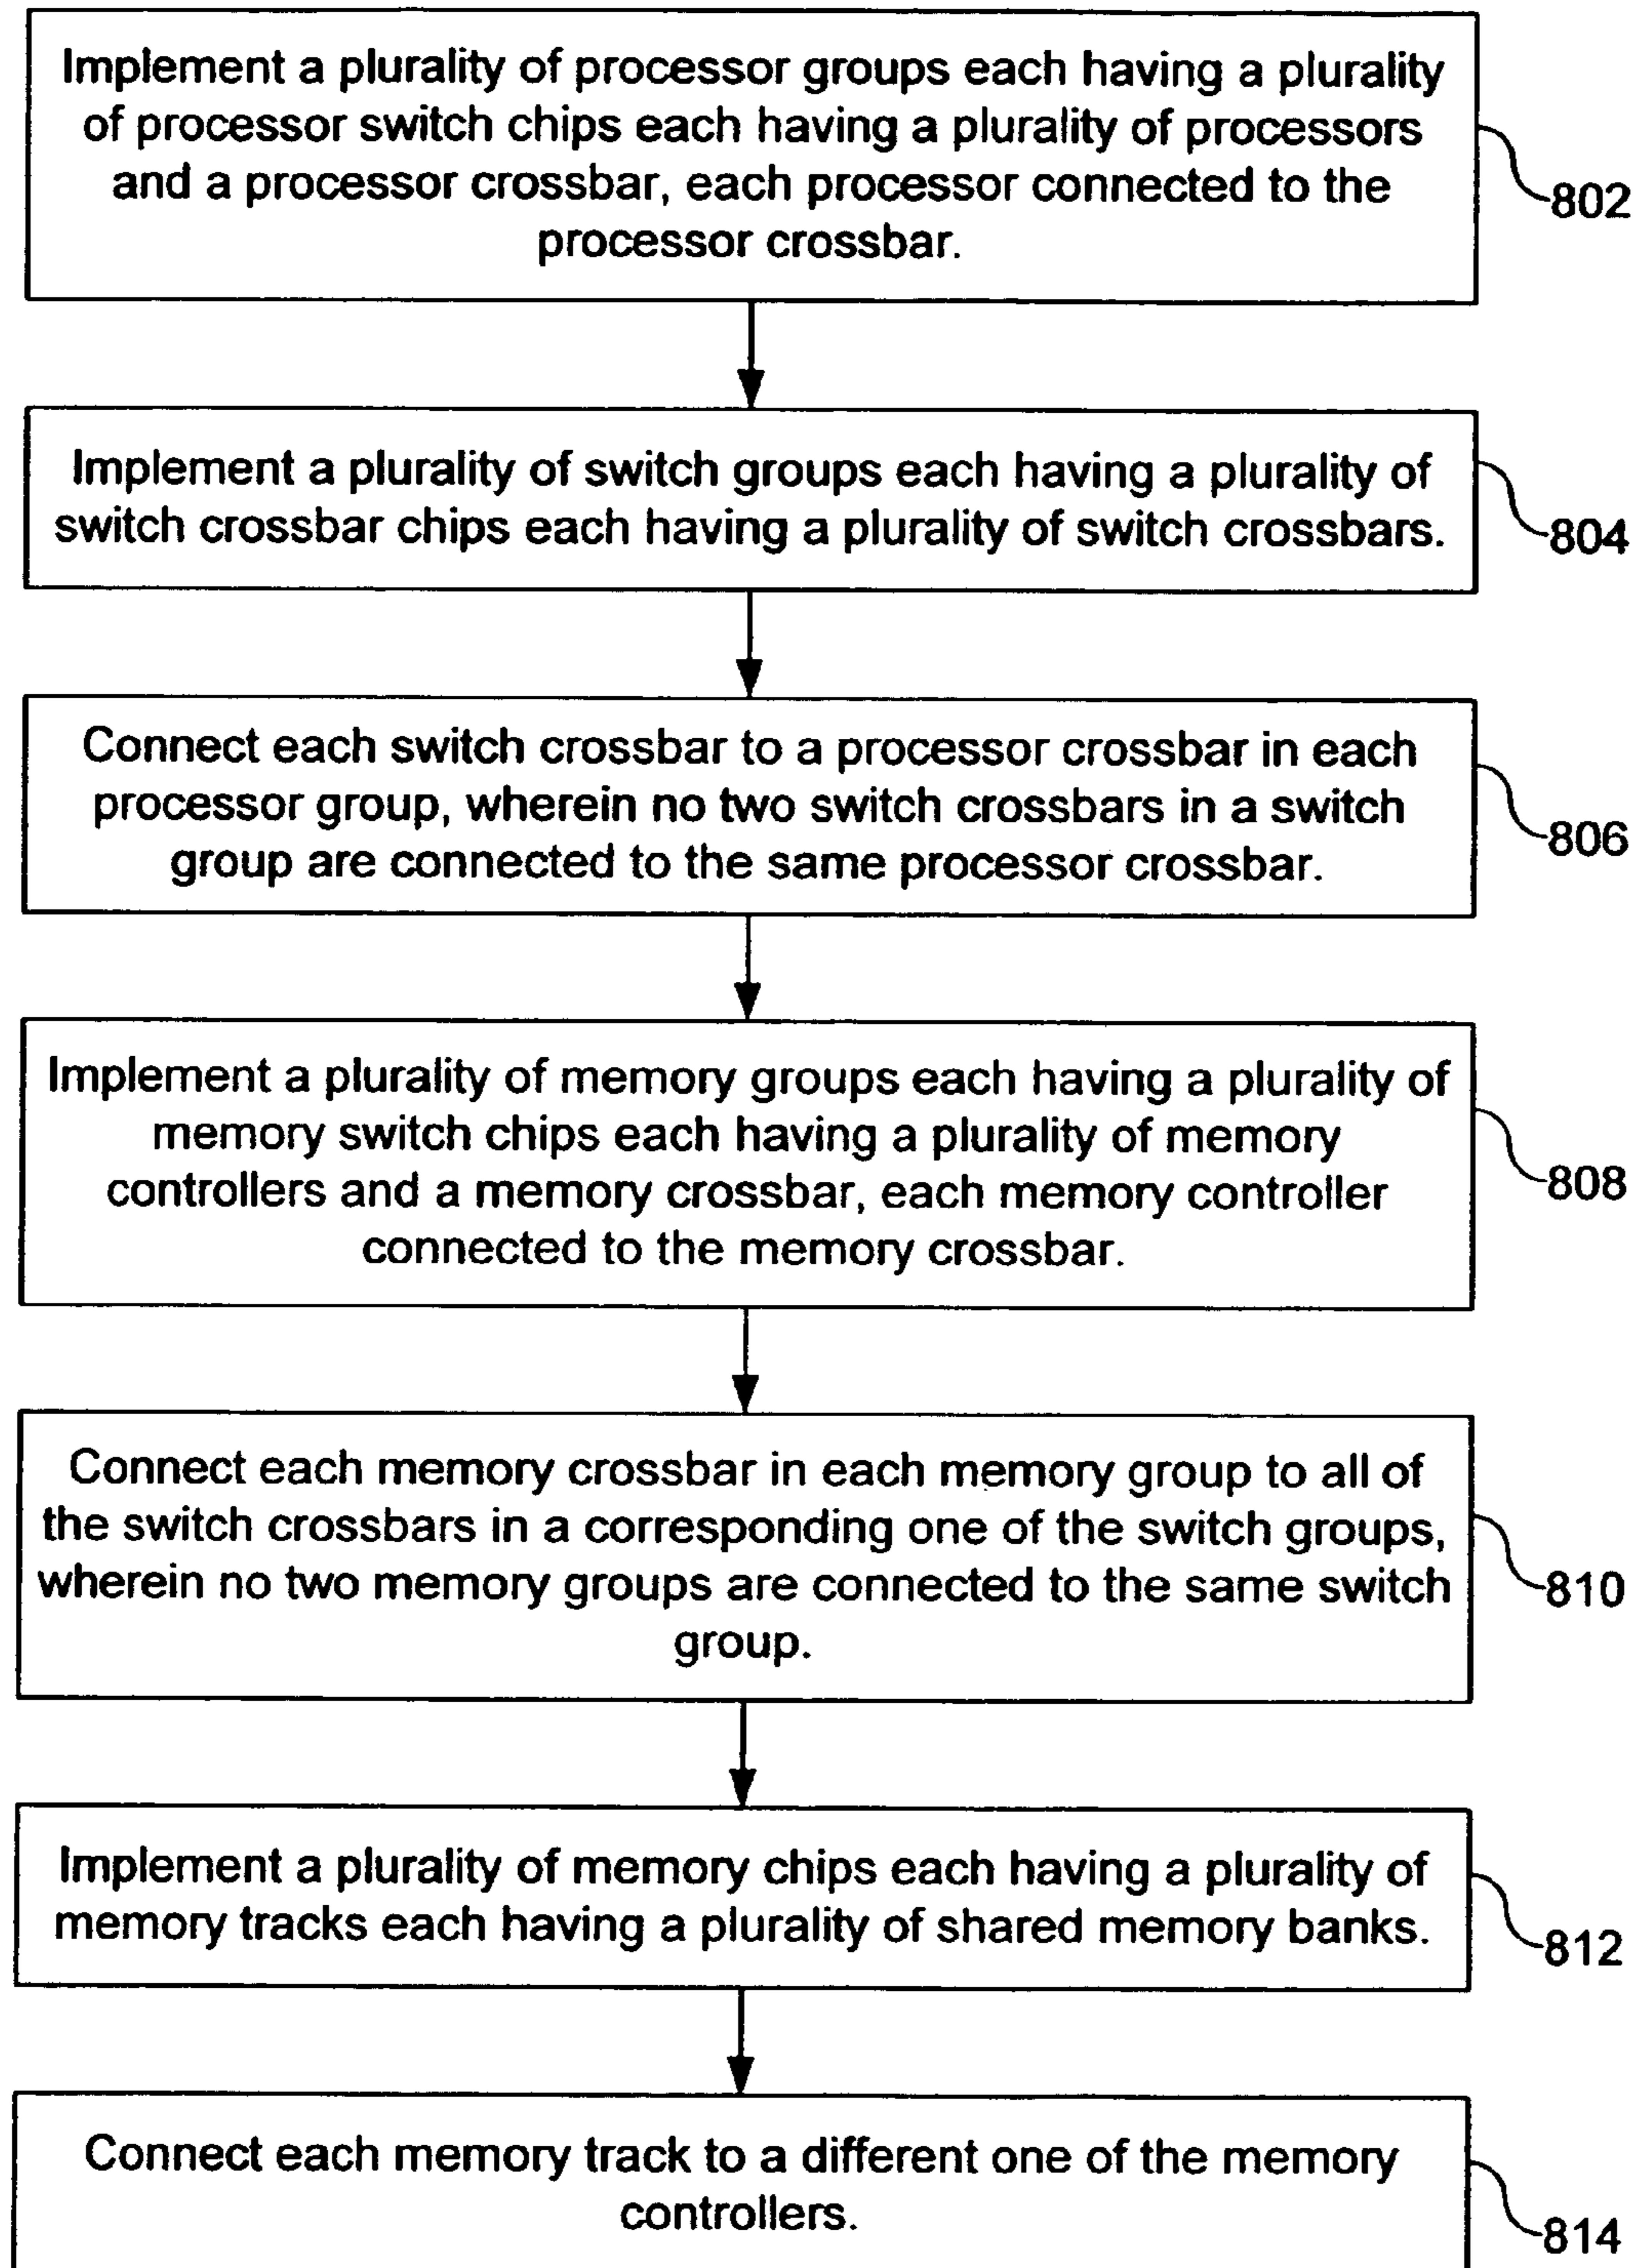 Implement a plurality of processor groups each having a plurality
of processor switch chips each having a plurality of processors
and a processor crossbar, each processor connected to the
processor crossbar.
802
Implement a plurality of switch groups each having a plurality of
switch crossbar chips each having a plurality of switch crossbars.
804
Connect each switch crossbar to a processor crossbar in each
processor group, wherein no two switch crossbars in a switch
group are connected to the same processor crossbar.
806
Implement a plurality of memory groups each having a plurality of
memory switch chips each having a plurality of memory
controllers and a memory crossbar, each memory controller
connected to the memory crossbar.
808
Connect each memory crossbar in each memory group to all of
the switch crossbars in a corresponding one of the switch groups,
wherein no two memory groups are connected to the same switch
group.
810
Implement a plurality of memory chips each having a plurality of
memory tracks each having a plurality of shared memory banks.
812
Connect each memory track to a different one of the memory
controllers.
814